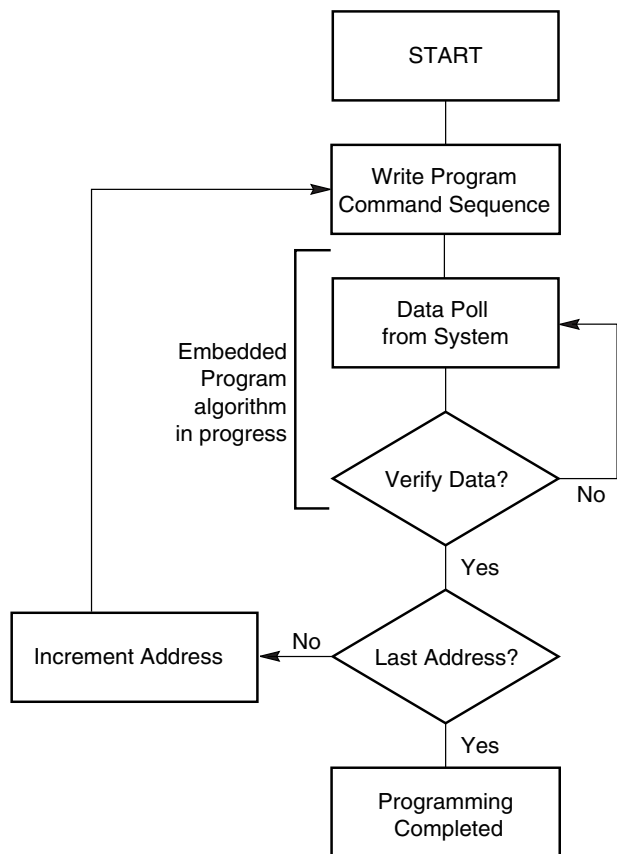 START
Write Program
Command Sequence
Data Poll
from System
Embedded
Program
algorithm
in progress
Verify Data?
No
Yes
Increment Address
No
Last Address?
Yes
Programming
Completed